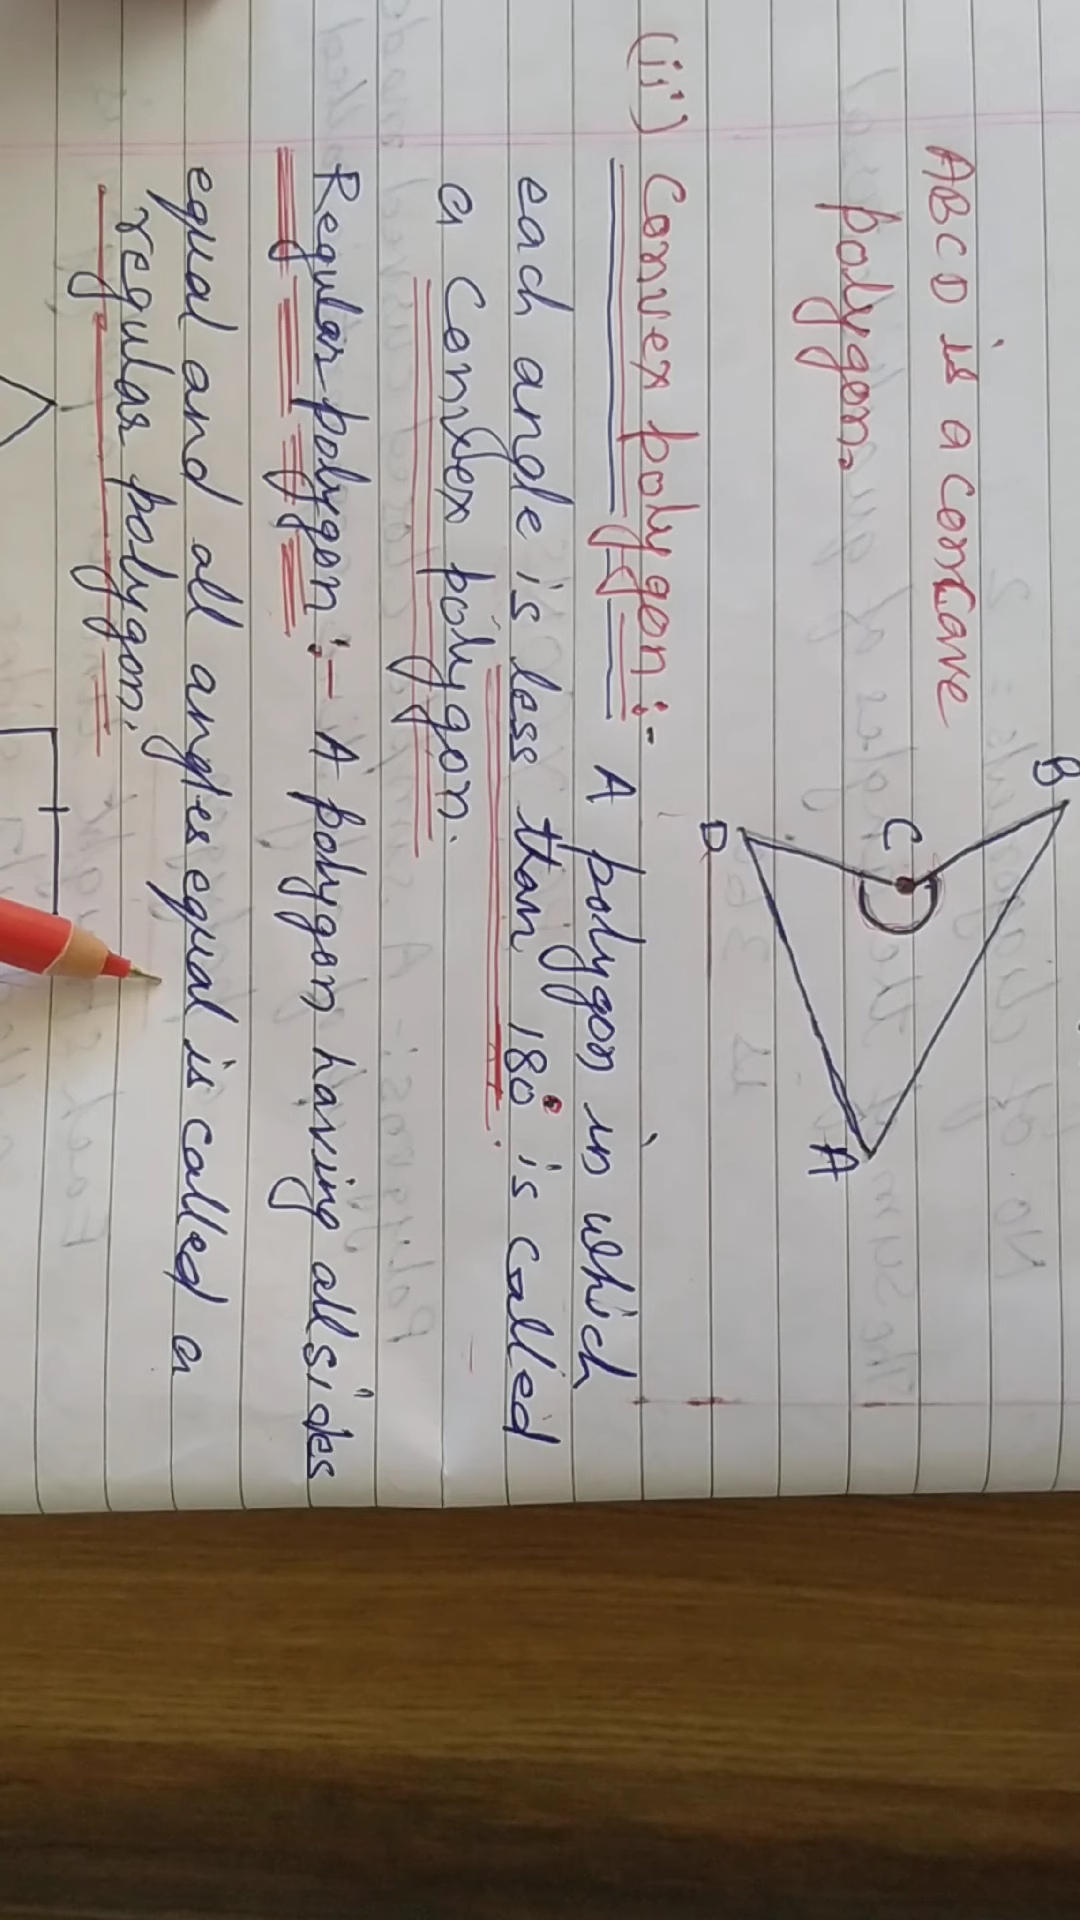 B
ABCD is a concave
C
polygon.
D
A
(ii) Convex polygon :- A polygon in which
each angle is less than 180° is called
a Convex polygon.
Regular polygon :- A polygon having all sides
equal and all angles equal is called a
regular polygon.